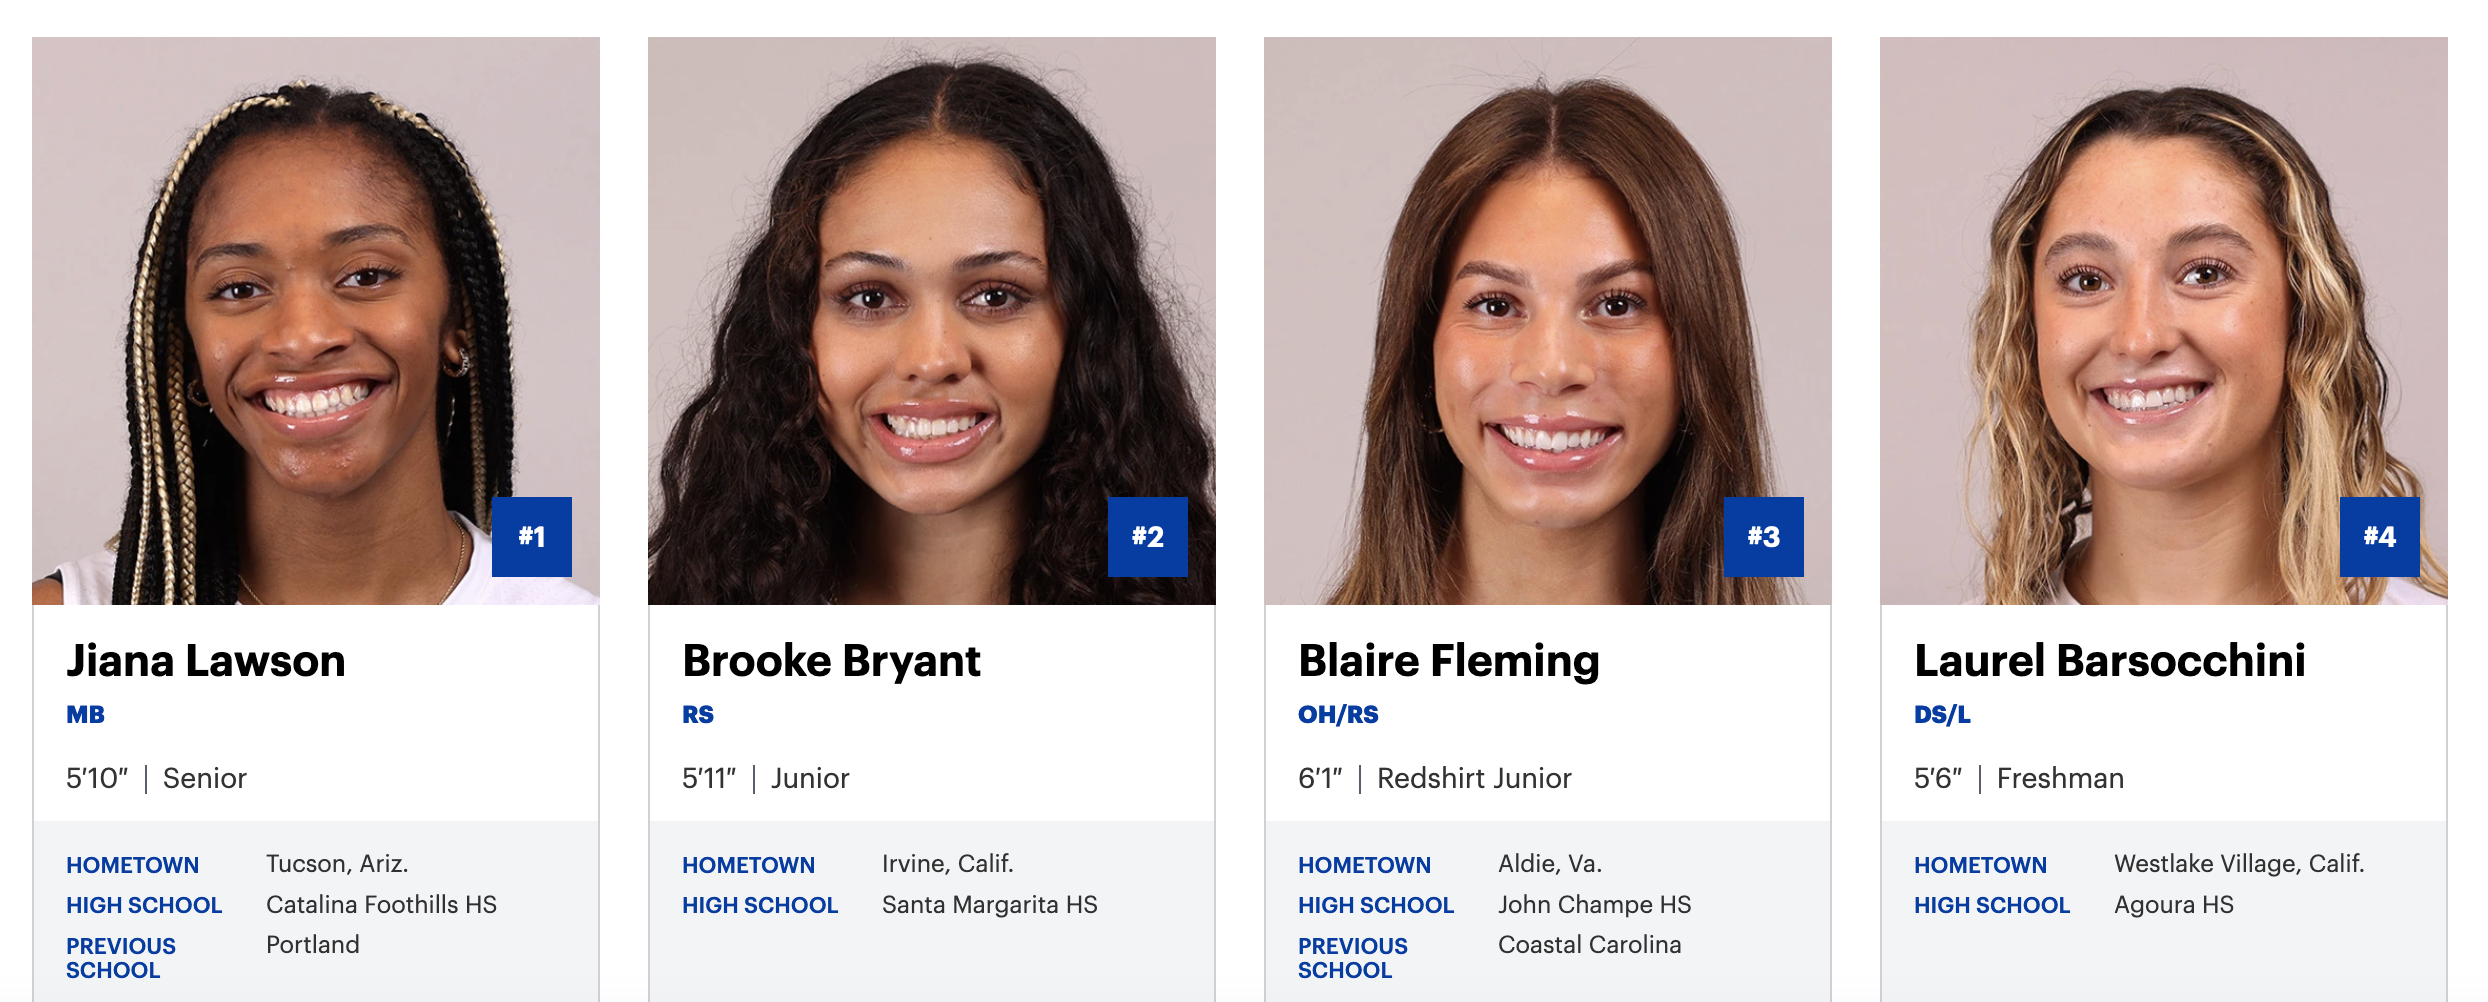 #1
Jiana Lawson
MB
5′10″ | Senior
HOMETOWN Tucson, Ariz.
HIGH SCHOOL Catalina Foothills HS
PREVIOUS Portland
SCHOOL
#2
Brooke Bryant
RS
5′11″ | Junior
HOMETOWN Irvine, Calif.
HIGH SCHOOL Santa Margarita HS
#3
Blaire Fleming
OH/RS
6′1″ | Redshirt Junior
HOMETOWN Aldie, Va.
HIGH SCHOOL John Champe HS
PREVIOUS Coastal Carolina
SCHOOL
#4
Laurel Barsocchini
DS/L
5′6″ | Freshman
HOMETOWN Westlake Village, Calif.
HIGH SCHOOL Agoura HS